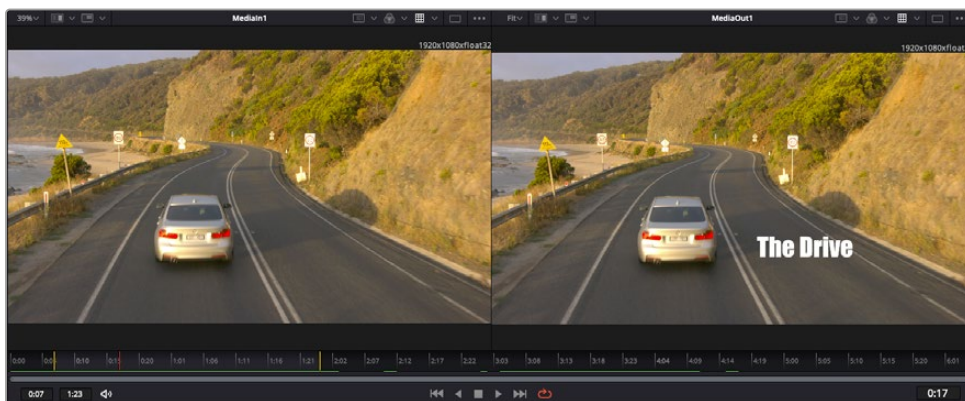 39% MediaIn1 Fit MediaOut1
1920x1080xfloat32 1920x1080xfloat
The Drive
0:00 0:10 0:20 1:01 1:06 1:11 1:16 1:21 2:02 2:07 2:12 2:17 2:22 3:03 3:08 3:13 3:18 3:23 4:04 4:09 4:14 4:19 5:00 5:05 5:10 5:15 5:20 6:01
0:07 1:23 0:17